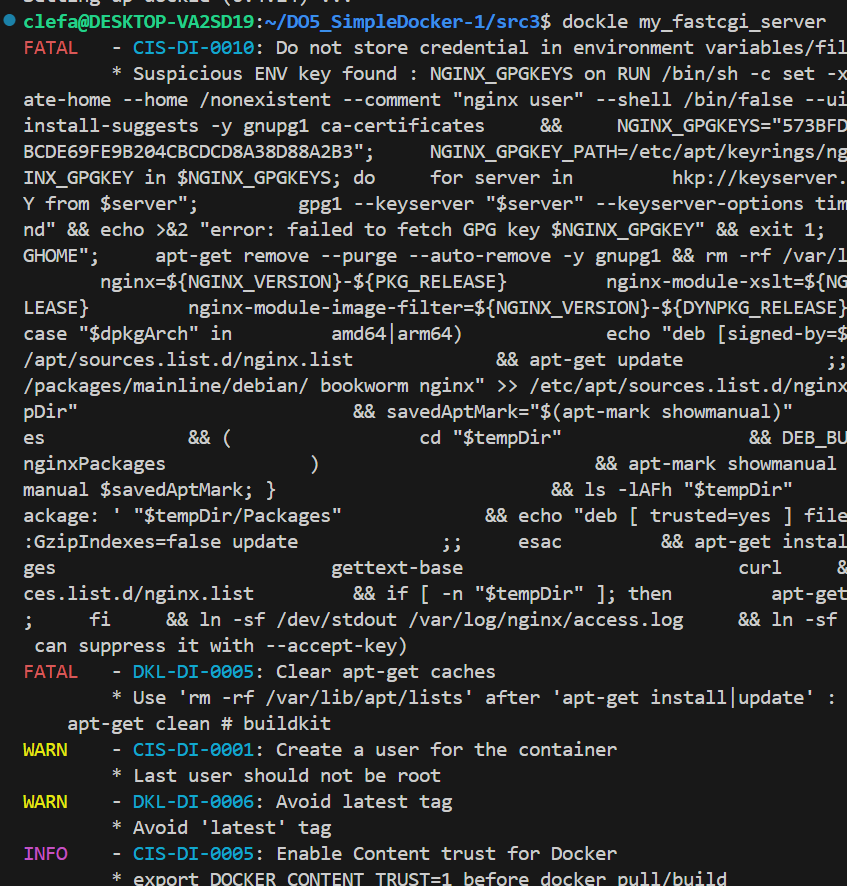 clefa@DESKTOP-VA2SD19:~/DO5_SimpleDocker-1/src3$ dockle my_fastcgi_server
FATAL   - CIS-DI-0010: Do not store credential in environment variables/fil
        * Suspicious ENV key found : NGINX_GPGKEYS on RUN /bin/sh -c set -x
ate-home --home /nonexistent --comment "nginx user" --shell /bin/false --ui
install-suggests -y gnupg1 ca-certificates     &&     NGINX_GPGKEYS="573BFD
BCDE69FE9B204CBCDCD8A38D88A2B3";     NGINX_GPGKEY_PATH=/etc/apt/keyrings/ng
INX_GPGKEY in $NGINX_GPGKEYS; do     for server in         hkp://keyserver.
Y from $server";         gpg1 --keyserver "$server" --keyserver-options tim
nd" && echo >&2 "error: failed to fetch GPG key $NGINX_GPGKEY" && exit 1;
GHOME";     apt-get remove --purge --auto-remove -y gnupg1 && rm -rf /var/l
       nginx=${NGINX_VERSION}-${PKG_RELEASE}         nginx-module-xslt=${NG
LEASE}         nginx-module-image-filter=${NGINX_VERSION}-${DYNPKG_RELEASE}
case "$dpkgArch" in         amd64|arm64)             echo "deb [signed-by=$
/apt/sources.list.d/nginx.list             && apt-get update             ;;
/packages/mainline/debian/ bookworm nginx" >> /etc/apt/sources.list.d/nginx
pDir"                         && savedAptMark="$(apt-mark showmanual)"
es             && (                 cd "$tempDir"                 && DEB_BU
nginxPackages             )                         && apt-mark showmanual
manual $savedAptMark; }                         && ls -lAFh "$tempDir"
ackage: ' "$tempDir/Packages"             && echo "deb [ trusted=yes ] file
:GzipIndexes=false update             ;;     esac         && apt-get instal
ges                         gettext-base                         curl     &
ces.list.d/nginx.list         && if [ -n "$tempDir" ]; then         apt-get
;     fi     && ln -sf /dev/stdout /var/log/nginx/access.log     && ln -sf
 can suppress it with --accept-key)
FATAL   - DKL-DI-0005: Clear apt-get caches
        * Use 'rm -rf /var/lib/apt/lists' after 'apt-get install|update' :
    apt-get clean # buildkit
WARN    - CIS-DI-0001: Create a user for the container
        * Last user should not be root
WARN    - DKL-DI-0006: Avoid latest tag
        * Avoid 'latest' tag
INFO    - CIS-DI-0005: Enable Content trust for Docker
        * export DOCKER_CONTENT_TRUST=1 before docker pull/build